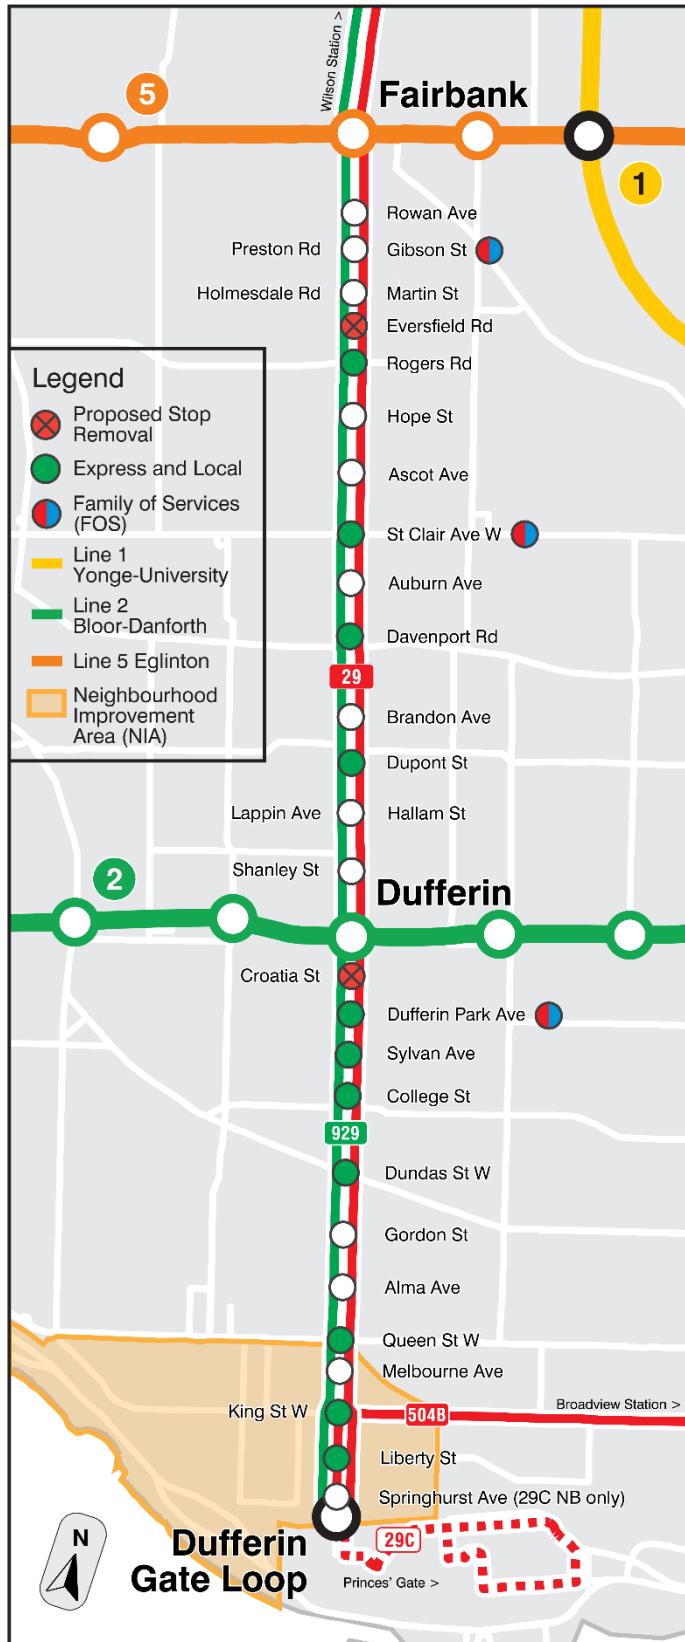 Wilson Station >
5
Fairbank
1
Rowan Ave
Preston Rd
Gibson St
Holmesdale Rd
Martin St
Eversfield Rd
Rogers Rd
Legend
Proposed Stop
Removal
Express and Local
Family of Services
(FOS)
Line 1
Yonge-University
Line 2
Bloor-Danforth
Line 5 Eglinton
Neighbourhood
Improvement
Area (NIA)
Hope St
Ascot Ave
St Clair Ave W
Auburn Ave
Davenport Rd
29
Brandon Ave
Dupont St
Lappin Ave
Hallam St
Shanley St
2
Dufferin
Croatia St
Dufferin Park Ave
Sylvan Ave
College St
929
Dundas St W
Gordon St
Alma Ave
Queen St W
Melbourne Ave
King St W
504B
Broadview Station >
Liberty St
Springhurst Ave (29C NB only)
Dufferin
Gate Loop
29C
Princes' Gate >
N